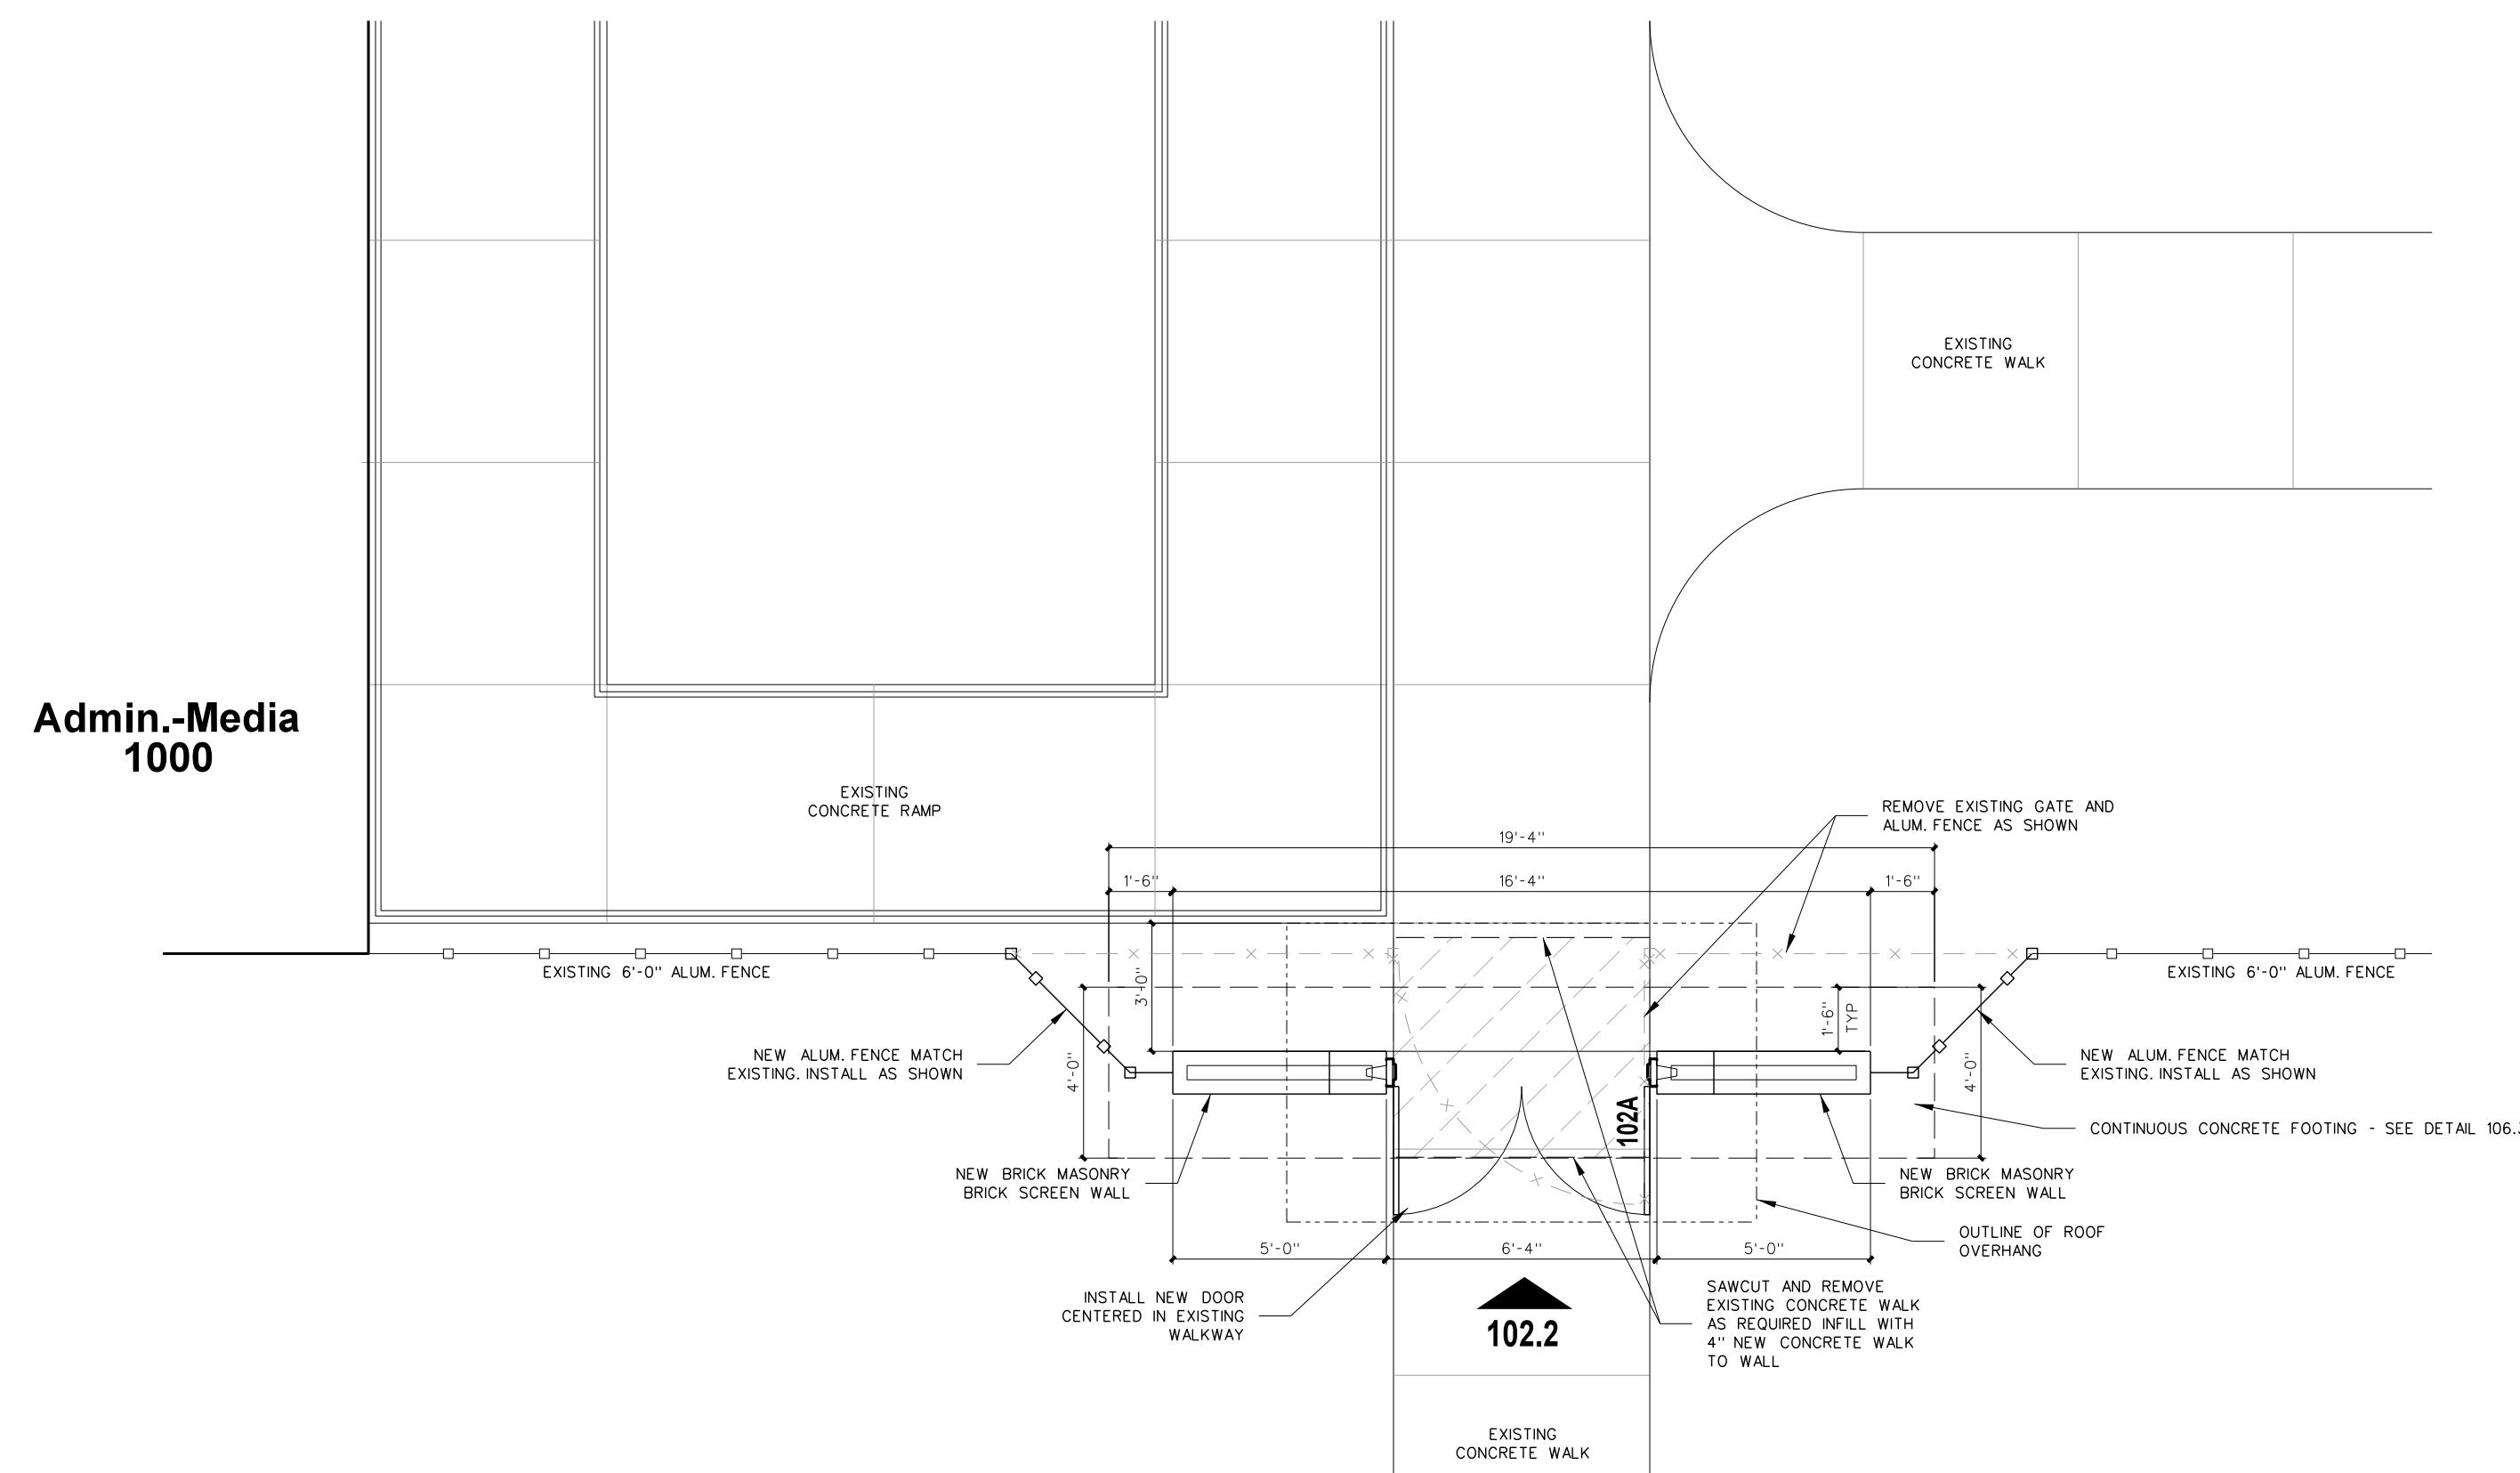 EXISTING
CONCRETE WALK
Admin.-Media
1000
EXISTING
CONCRETE RAMP
REMOVE EXISTING GATE AND
ALUM. FENCE AS SHOWN
19'-4"
1'-6"
16'-4"
1'-6"
EXISTING 6'-0" ALUM. FENCE
EXISTING 6'-0" ALUM. FENCE
3'-0"
1'-6"
TYP
4'-0"
4'-0"
NEW ALUM. FENCE MATCH
EXISTING. INSTALL AS SHOWN
NEW ALUM. FENCE MATCH
EXISTING. INSTALL AS SHOWN
102A
CONTINUOUS CONCRETE FOOTING - SEE DETAIL 106.
NEW BRICK MASONRY
BRICK SCREEN WALL
NEW BRICK MASONRY
BRICK SCREEN WALL
OUTLINE OF ROOF
OVERHANG
5'-0"
6'-4"
5'-0"
INSTALL NEW DOOR
CENTERED IN EXISTING
WALKWAY
102.2
SAWCUT AND REMOVE
EXISTING CONCRETE WALK
AS REQUIRED INFILL WITH
4" NEW CONCRETE WALK
TO WALL
EXISTING
CONCRETE WALK